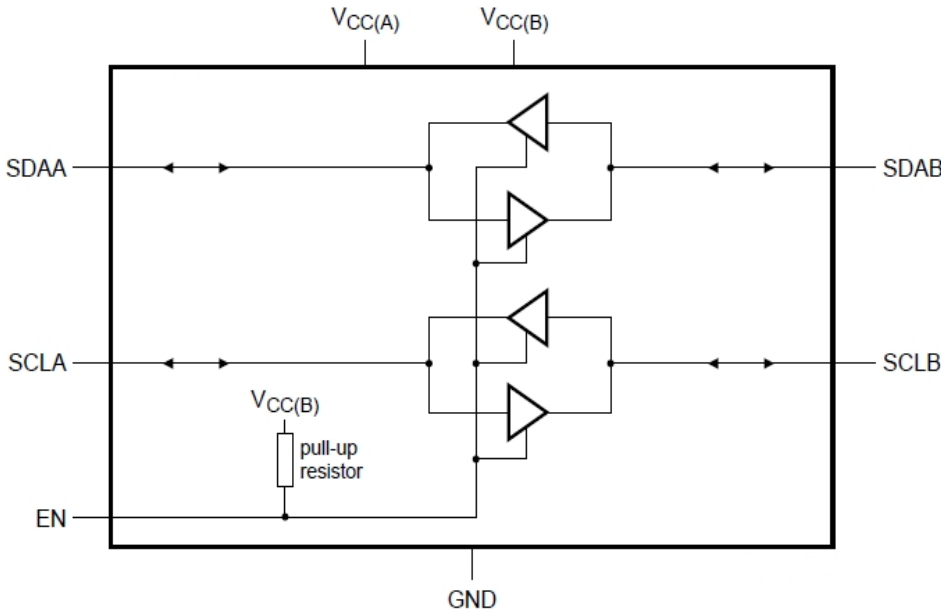 VCC(A)
VCC(B)
SDAA
SDAB
SCLA
SCLB
VCC(B)
pull-up
resistor
EN
GND